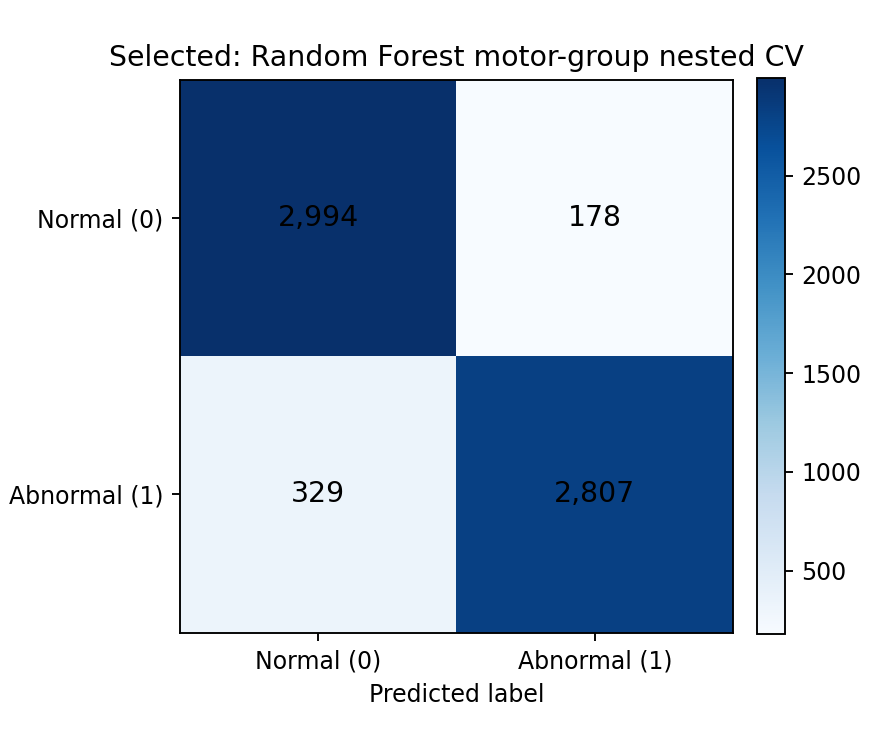 Selected: Random Forest motor-group nested CV
Normal (0)
2,994
178
2500
2000
1500
Abnormal (1)
329
2,807
1000
500
Normal (0)
Abnormal (1)
Predicted label